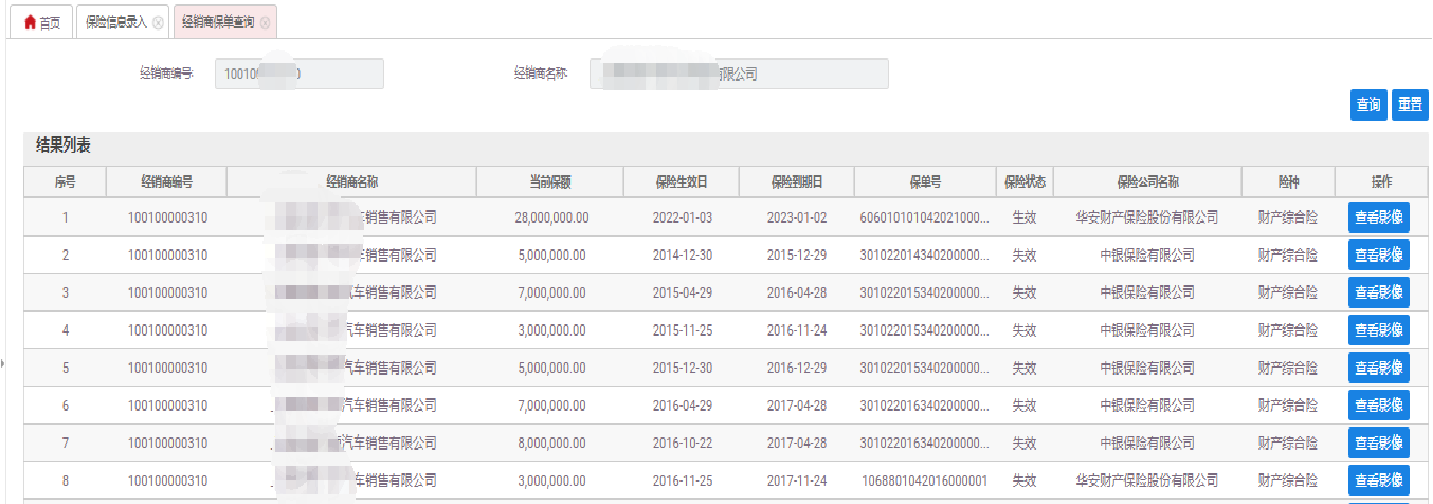 首页 保险信息录入 经销商保单查询
经销商编号: 10010 0 经销商名称: 有限公司
查询 重置
结果列表
序号 经销商编号 经销商名称 当前保额 保险生效日 保险到期日 保单号 保险状态 保险公司名称 险种 操作
1 100100000310 车销售有限公司 28,000,000.00 2022-01-03 2023-01-02 606010101042021000... 生效 华安财产保险股份有限公司 财产综合险 查看影像
2 100100000310 车销售有限公司 5,000,000.00 2014-12-30 2015-12-29 301022014340200000... 失效 中银保险有限公司 财产综合险 查看影像
3 100100000310 汽车销售有限公司 7,000,000.00 2015-04-29 2016-04-28 301022015340200000... 失效 中银保险有限公司 财产综合险 查看影像
4 100100000310 汽车销售有限公司 3,000,000.00 2015-11-25 2016-11-24 301022015340200000... 失效 中银保险有限公司 财产综合险 查看影像
5 100100000310 汽车销售有限公司 5,000,000.00 2015-12-30 2016-12-29 301022015340200000... 失效 中银保险有限公司 财产综合险 查看影像
6 100100000310 汽车销售有限公司 7,000,000.00 2016-04-29 2017-04-28 301022016340200000... 失效 中银保险有限公司 财产综合险 查看影像
7 100100000310 汽车销售有限公司 8,000,000.00 2016-10-22 2017-04-28 301022016340200000... 失效 中银保险有限公司 财产综合险 查看影像
8 100100000310 车销售有限公司 3,000,000.00 2016-11-25 2017-11-24 1068801042016000001 失效 华安财产保险股份有限公司 财产综合险 查看影像